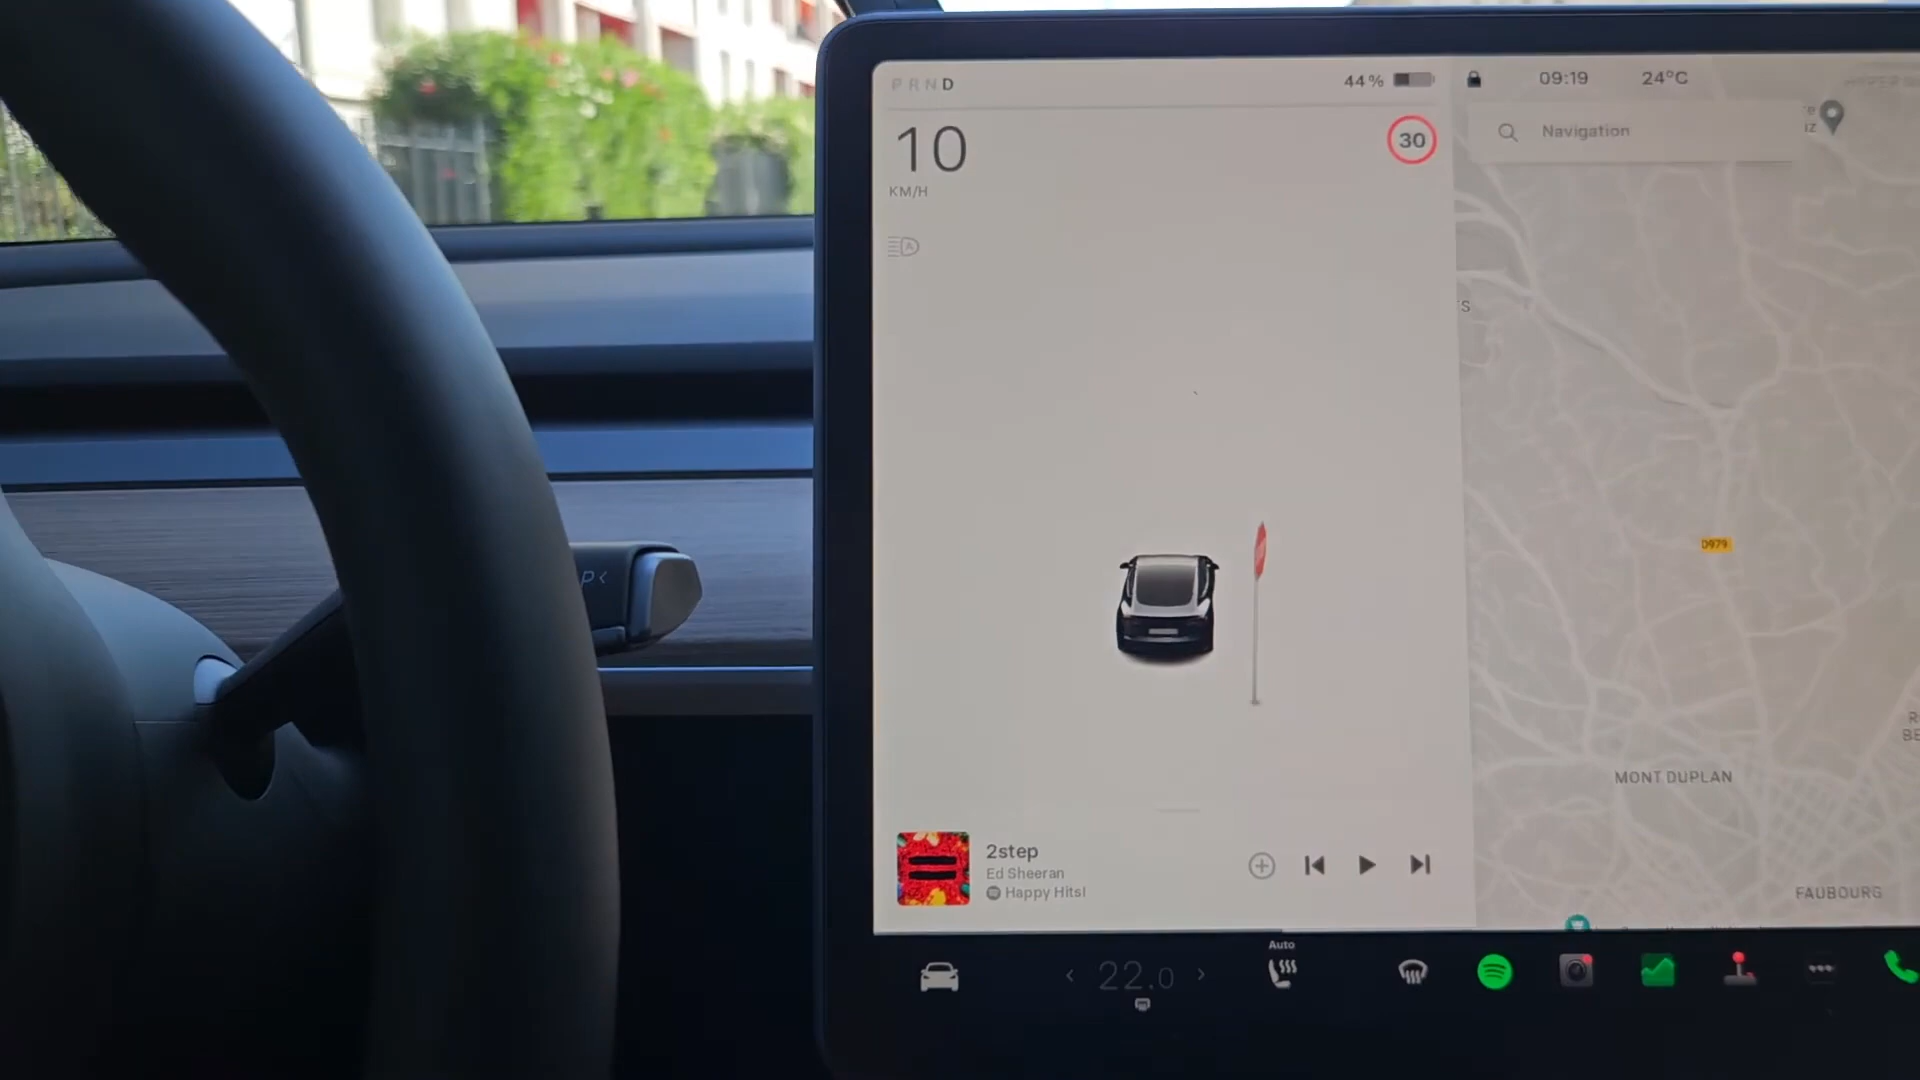 P R N D
44 %
09:19
24°C
10
KM/H
30
A
Navigation
D979
MONT DUPLAN
FAUBOURG
P
2step
Ed Sheeran
Happy Hits!
Auto
22.0